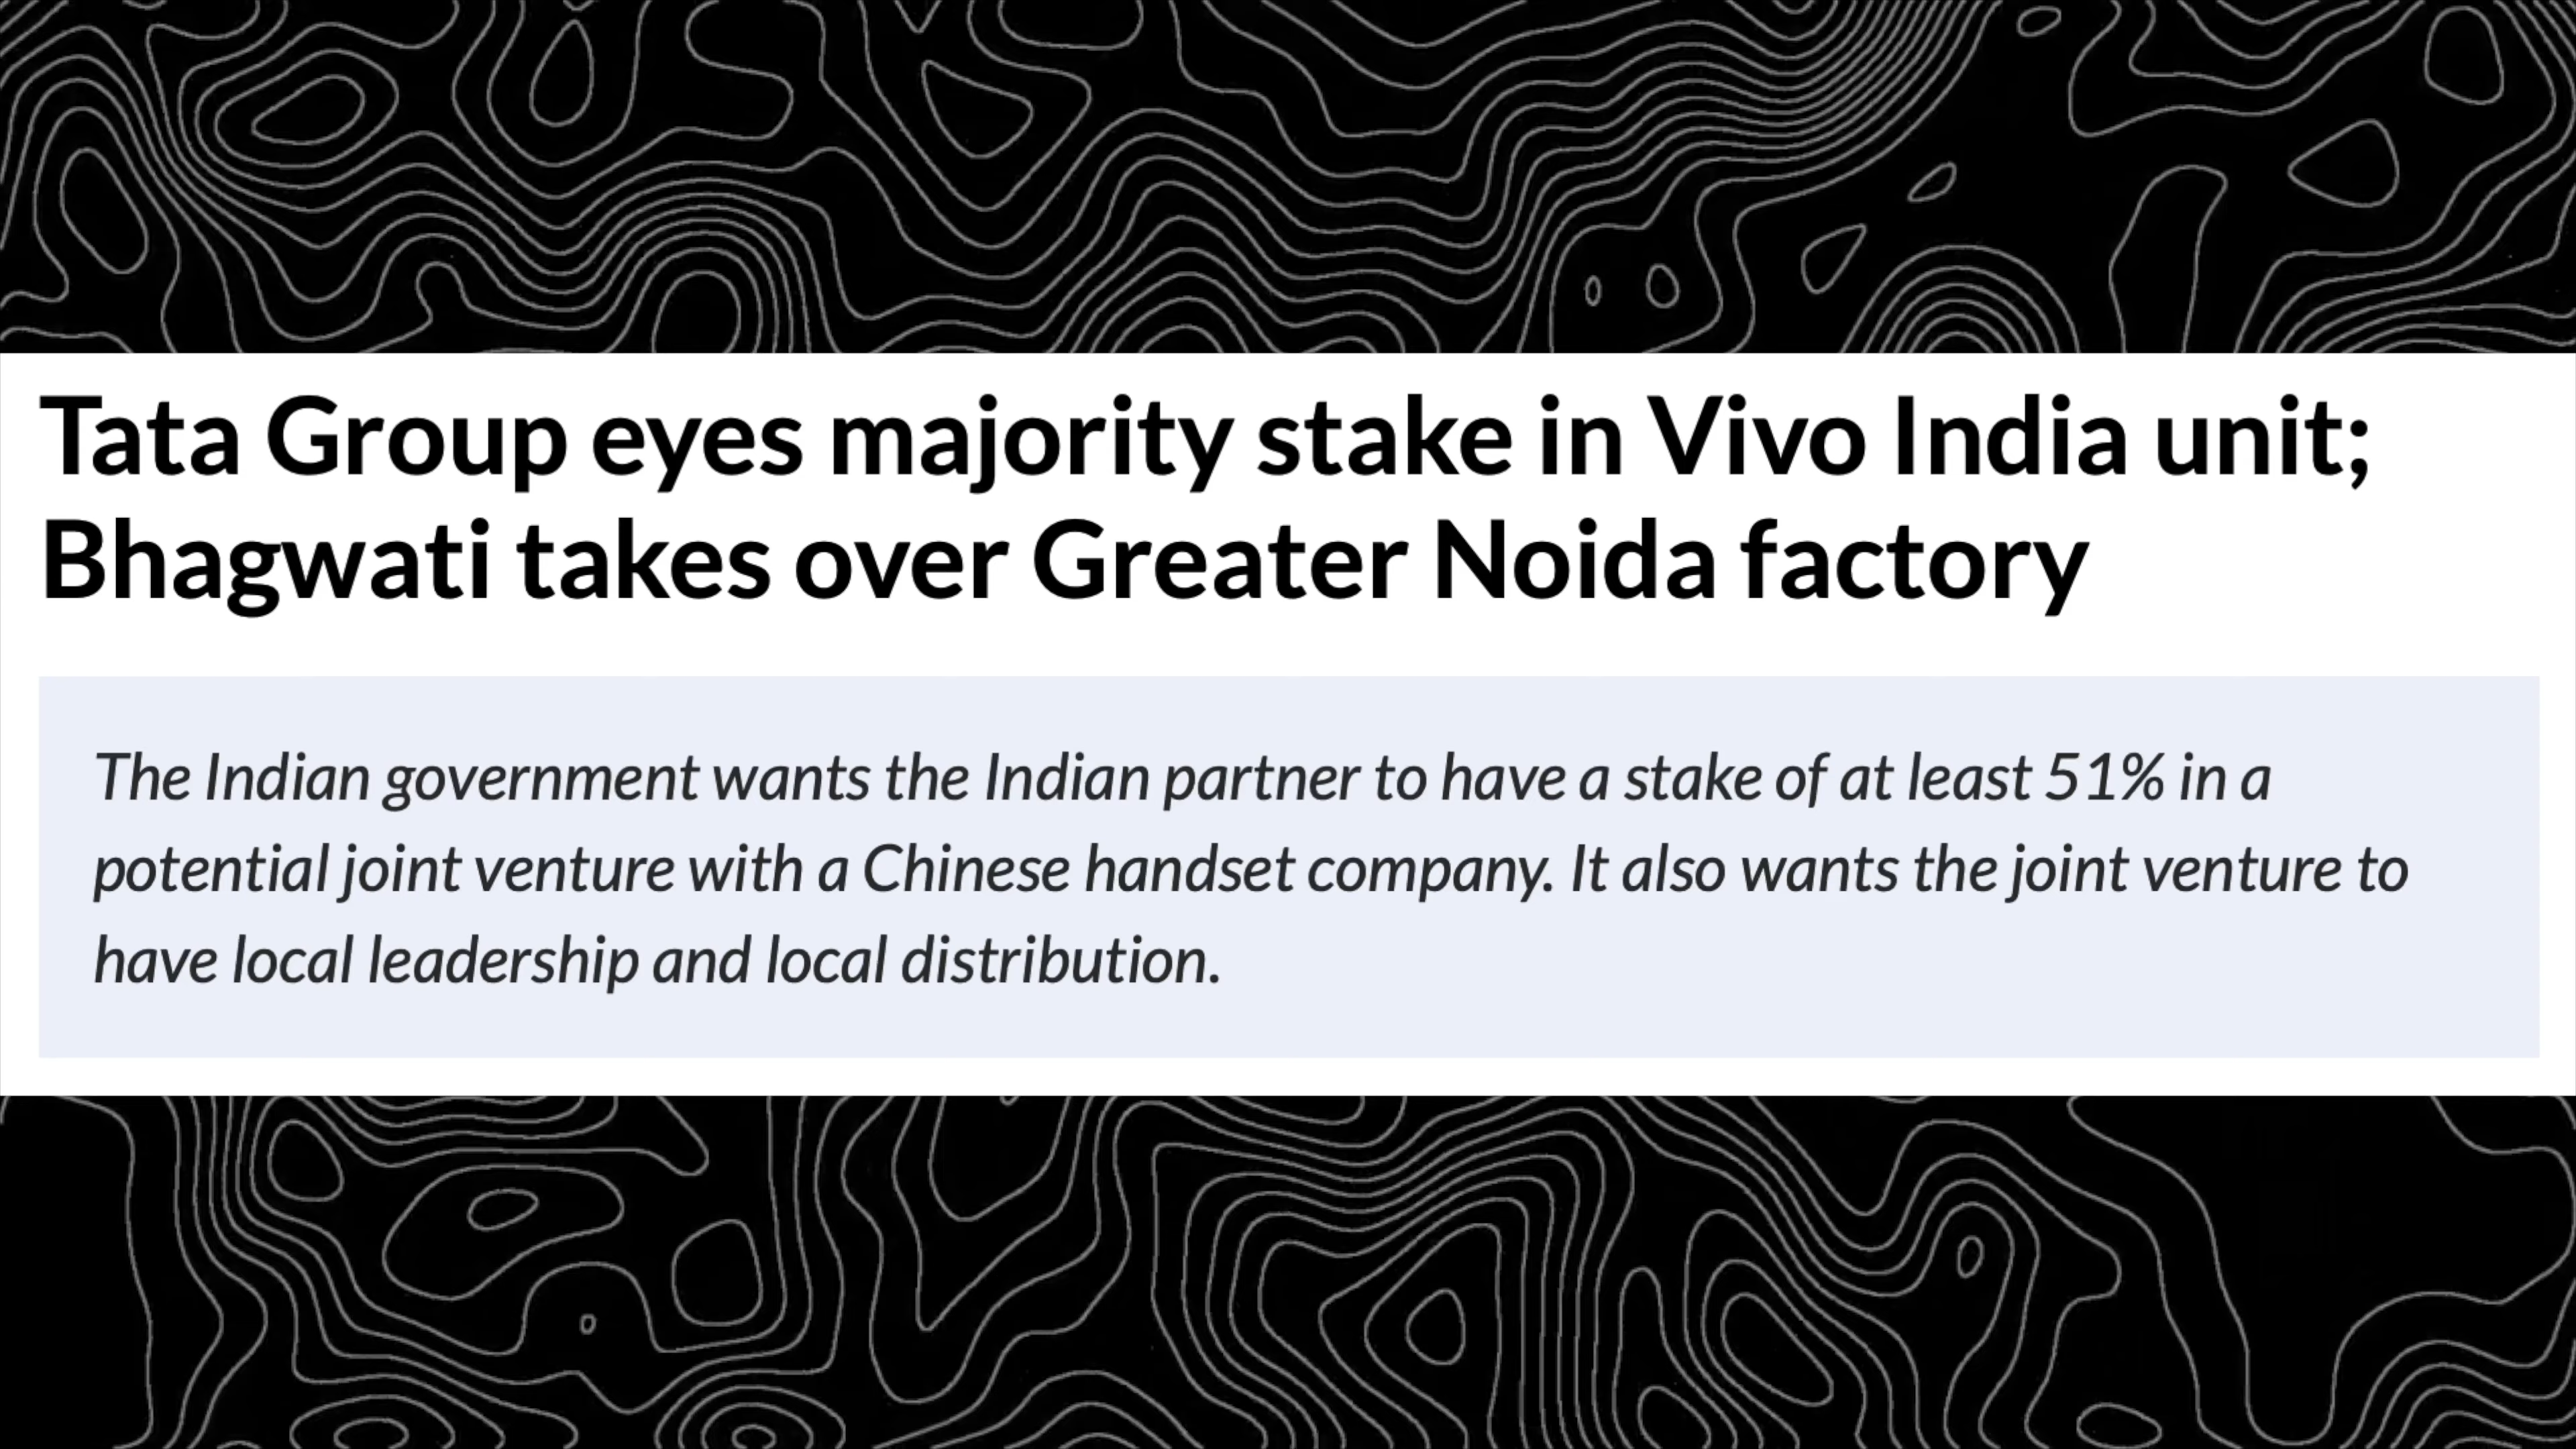 Tata Group eyes majority stake in Vivo India unit;
Bhagwati takes over Greater Noida factory
The Indian government wants the Indian partner to have a stake of at least 51% in a
potential joint venture with a Chinese handset company. It also wants the joint venture to
have local leadership and local distribution.